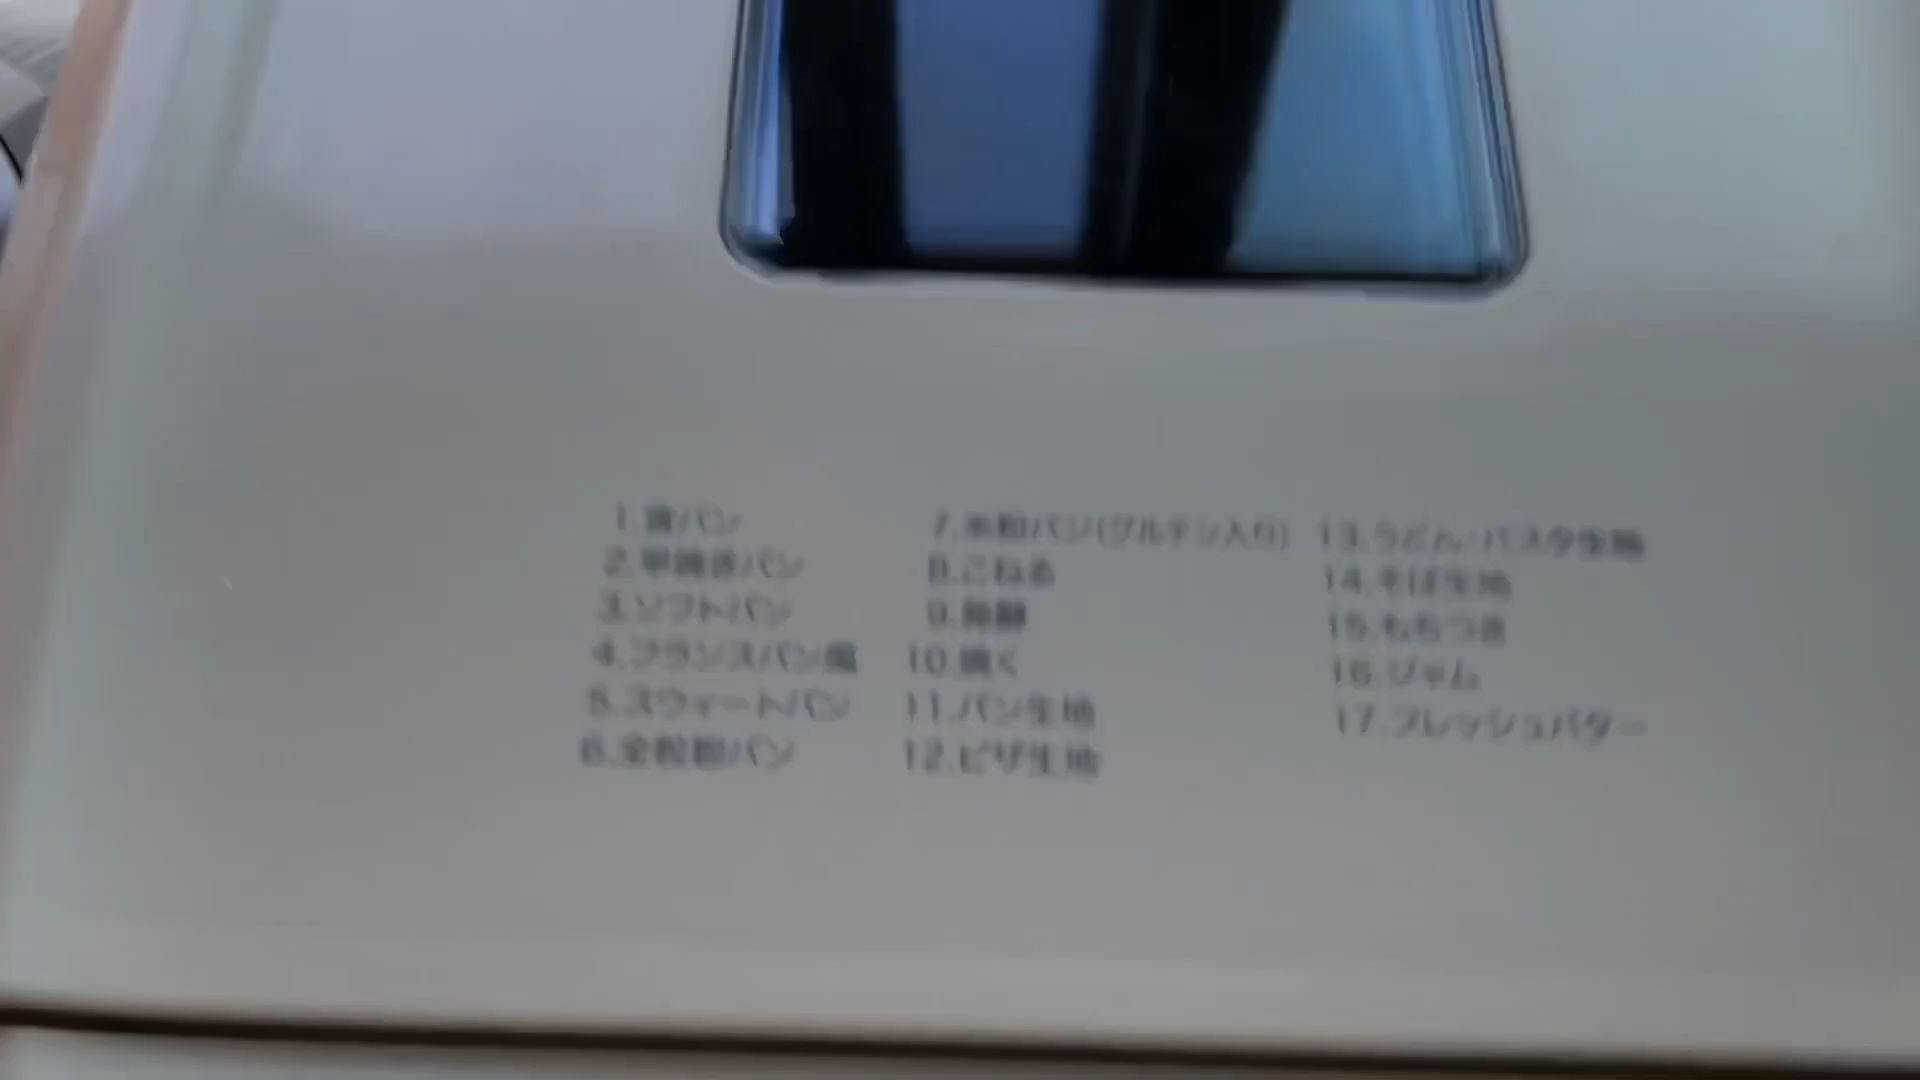 1.食パン
2.早焼きパン
3.ソフトパン
4.フランスパン風
5.スウィートパン
6.全粒粉パン
7.米粉パン(グルテン入り)
8.こねる
9.発酵
10.焼く
11.パン生地
12.ピザ生地
13.うどん・パスタ生地
14.そば生地
15.もちつき
16.ジャム
17.フレッシュバター